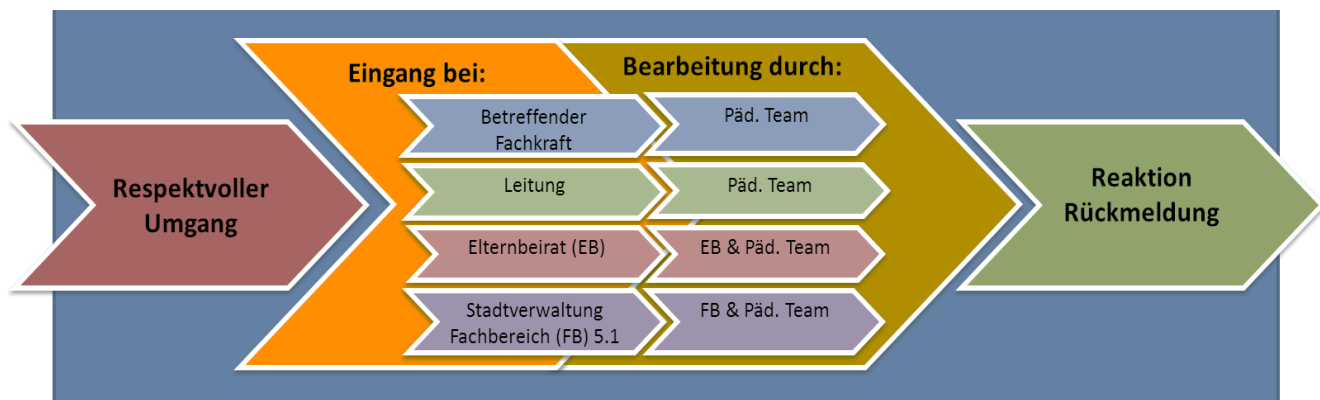 Respektvoller
Umgang
Eingang bei:
Bearbeitung durch:
Betreffender
Fachkraft
Päd. Team
Leitung
Päd. Team
Elternbeirat (EB)
EB & Päd. Team
Stadtverwaltung
Fachbereich (FB) 5.1
FB & Päd. Team
Reaktion
Rückmeldung